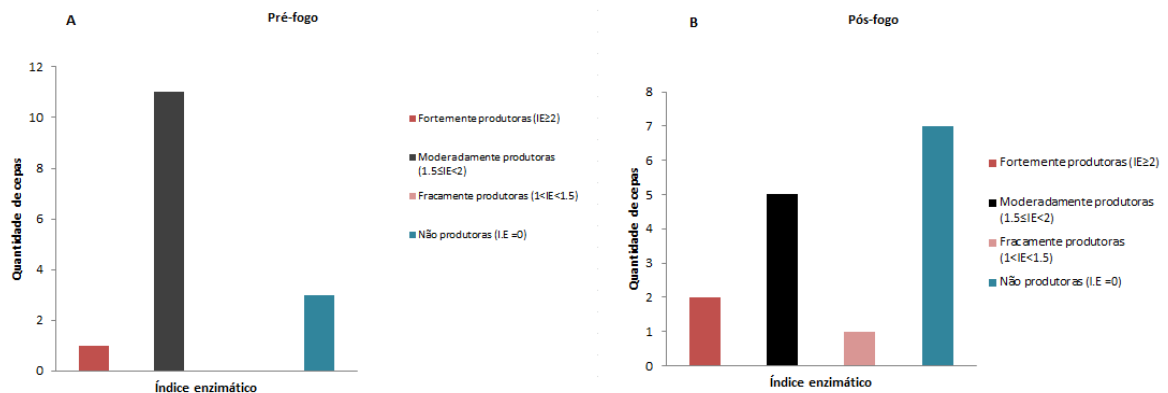 A
Pré-fogo
12
10
8
6
4
2
0
Quantidade de cepas
Índice enzimático
Fortemente produtoras (IE≥2)
Moderadamente produtoras
(1.5≤IE<2)
Fracamente produtoras (1<IE<1.5)
Não produtoras (I.E =0)
B
Pós-fogo
8
7
6
5
4
3
2
1
0
Quantidade de cepas
Índice enzimático
Fortemente produtoras (IE≥2)
Moderadamente produtoras
(1.5≤IE<2)
Fracamente produtoras
(1<IE<1.5)
Não produtoras (I.E =0)